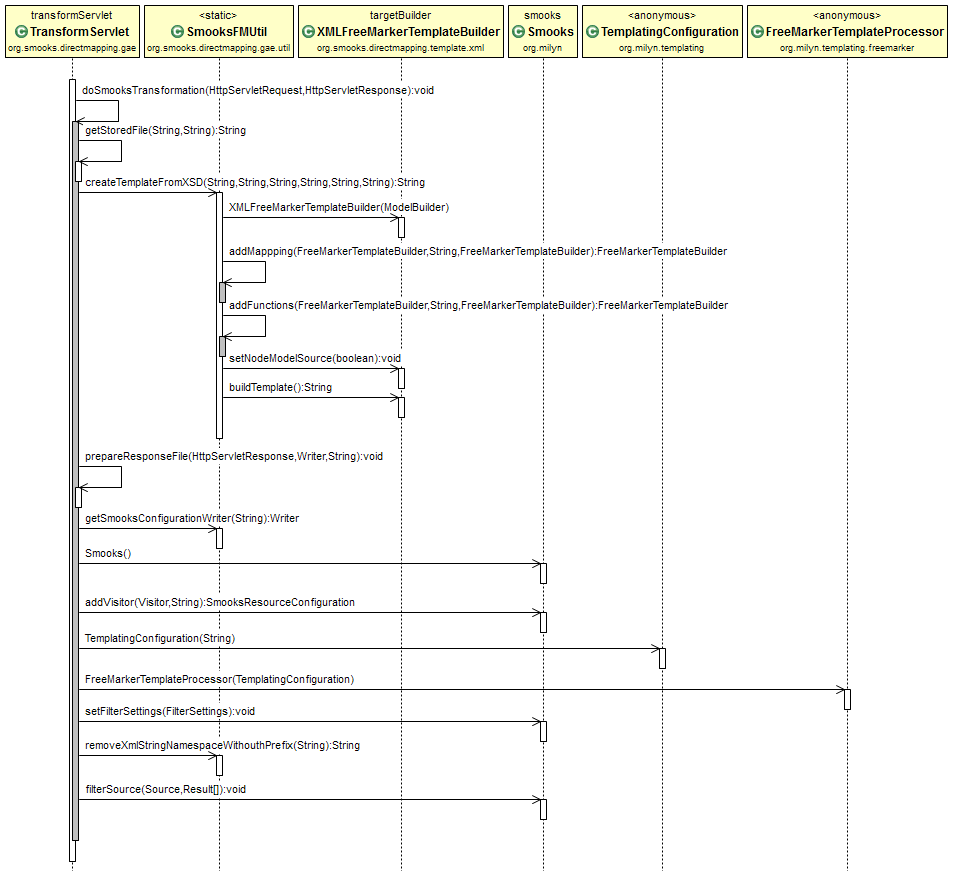 transformServlet <static> targetBuilder smooks <anonymous> <anonymous>
C TransformServlet C SmooksFMUtil C XMLFreeMarkerTemplateBuilder C Smooks C TemplatingConfiguration C FreeMarkerTemplateProcessor
org.smooks.directmapping.gae org.smooks.directmapping.gae.util org.smooks.directmapping.template.xml org.milyn org.milyn.templating org.milyn.templating.freemarker
doSmooksTransformation(HttpServletRequest,HttpServletResponse):void
getStoredFile(String,String):String
createTemplateFromXSD(String,String,String,String,String,String):String
XMLFreeMarkerTemplateBuilder(ModelBuilder)
addMappping(FreeMarkerTemplateBuilder,String,FreeMarkerTemplateBuilder):FreeMarkerTemplateBuilder
addFunctions(FreeMarkerTemplateBuilder,String,FreeMarkerTemplateBuilder):FreeMarkerTemplateBuilder
setNodeModelSource(boolean):void
buildTemplate():String
prepareResponseFile(HttpServletResponse,Writer,String):void
getSmooksConfigurationWriter(String):Writer
Smooks()
addVisitor(Visitor,String):SmooksResourceConfiguration
TemplatingConfiguration(String)
FreeMarkerTemplateProcessor(TemplatingConfiguration)
setFilterSettings(FilterSettings):void
removeXmlStringNamespaceWithouthPrefix(String):String
filterSource(Source,Result[]):void